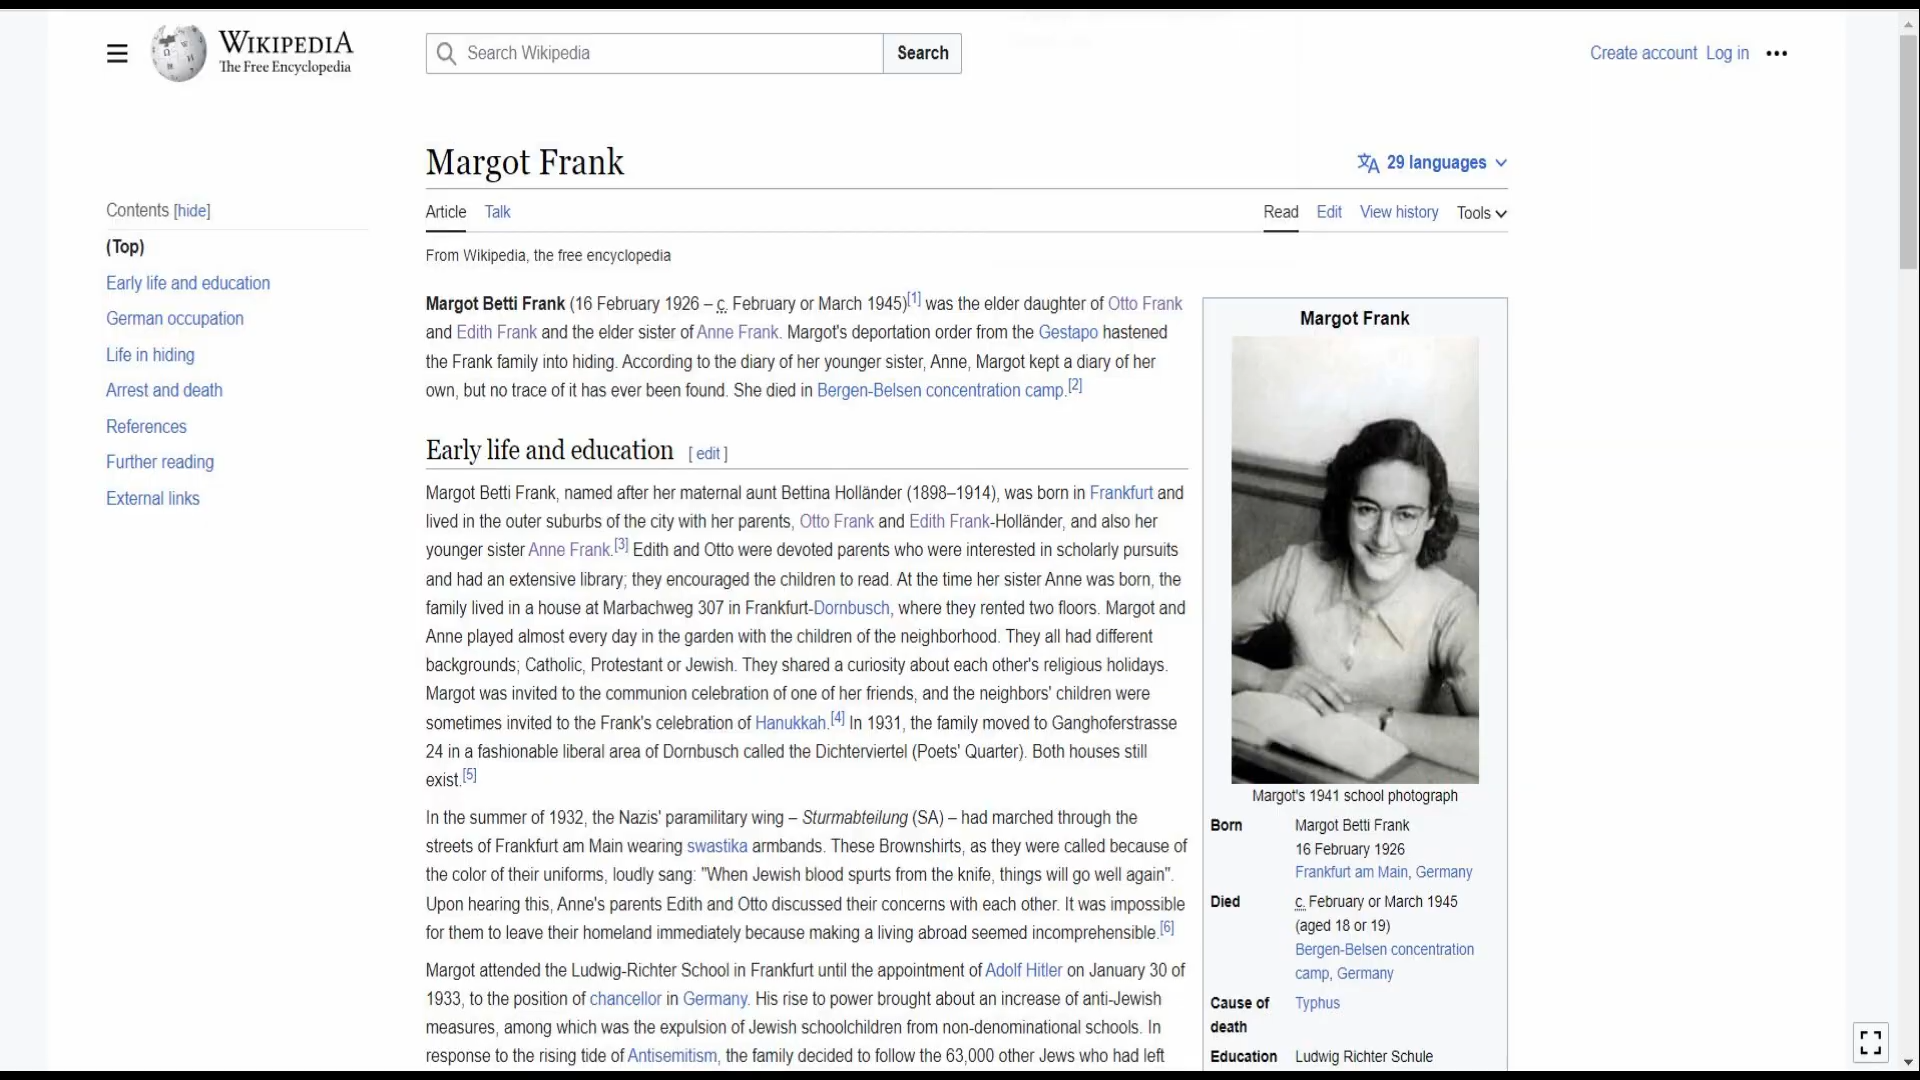 WIKIPEDIA
The Free Encyclopedia
Search Wikipedia
Search
Create account Log in
Margot Frank
29 languages
Contents [hide]
(Top)
Early life and education
German occupation
Life in hiding
Arrest and death
References
Further reading
External links
Article Talk
Read Edit View history Tools
From Wikipedia, the free encyclopedia
Margot Betti Frank (16 February 1926 – c. February or March 1945)[1] was the elder daughter of Otto Frank
and Edith Frank and the elder sister of Anne Frank. Margot's deportation order from the Gestapo hastened
the Frank family into hiding. According to the diary of her younger sister, Anne, Margot kept a diary of her
own, but no trace of it has ever been found. She died in Bergen-Belsen concentration camp.[2]
Early life and education [ edit ]
Margot Betti Frank, named after her maternal aunt Bettina Holländer (1898–1914), was born in Frankfurt and
lived in the outer suburbs of the city with her parents, Otto Frank and Edith Frank-Holländer, and also her
younger sister Anne Frank.[3] Edith and Otto were devoted parents who were interested in scholarly pursuits
and had an extensive library; they encouraged the children to read. At the time her sister Anne was born, the
family lived in a house at Marbachweg 307 in Frankfurt-Dornbusch, where they rented two floors. Margot and
Anne played almost every day in the garden with the children of the neighborhood. They all had different
backgrounds; Catholic, Protestant or Jewish. They shared a curiosity about each other's religious holidays.
Margot was invited to the communion celebration of one of her friends, and the neighbors' children were
sometimes invited to the Frank's celebration of Hanukkah.[4] In 1931, the family moved to Ganghoferstrasse
24 in a fashionable liberal area of Dornbusch called the Dichterviertel (Poets' Quarter). Both houses still
exist.[5]
In the summer of 1932, the Nazis' paramilitary wing – Sturmabteilung (SA) – had marched through the
streets of Frankfurt am Main wearing swastika armbands. These Brownshirts, as they were called because of
the color of their uniforms, loudly sang: "When Jewish blood spurts from the knife, things will go well again".
Upon hearing this, Anne's parents Edith and Otto discussed their concerns with each other. It was impossible
for them to leave their homeland immediately because making a living abroad seemed incomprehensible.[6]
Margot attended the Ludwig-Richter School in Frankfurt until the appointment of Adolf Hitler on January 30 of
1933, to the position of chancellor in Germany. His rise to power brought about an increase of anti-Jewish
measures, among which was the expulsion of Jewish schoolchildren from non-denominational schools. In
response to the rising tide of Antisemitism, the family decided to follow the 63,000 other Jews who had left
Margot Frank
Margot's 1941 school photograph
Born Margot Betti Frank
16 February 1926
Frankfurt am Main, Germany
Died c. February or March 1945
(aged 18 or 19)
Bergen-Belsen concentration
camp, Germany
Cause of Typhus
death
Education Ludwig Richter Schule